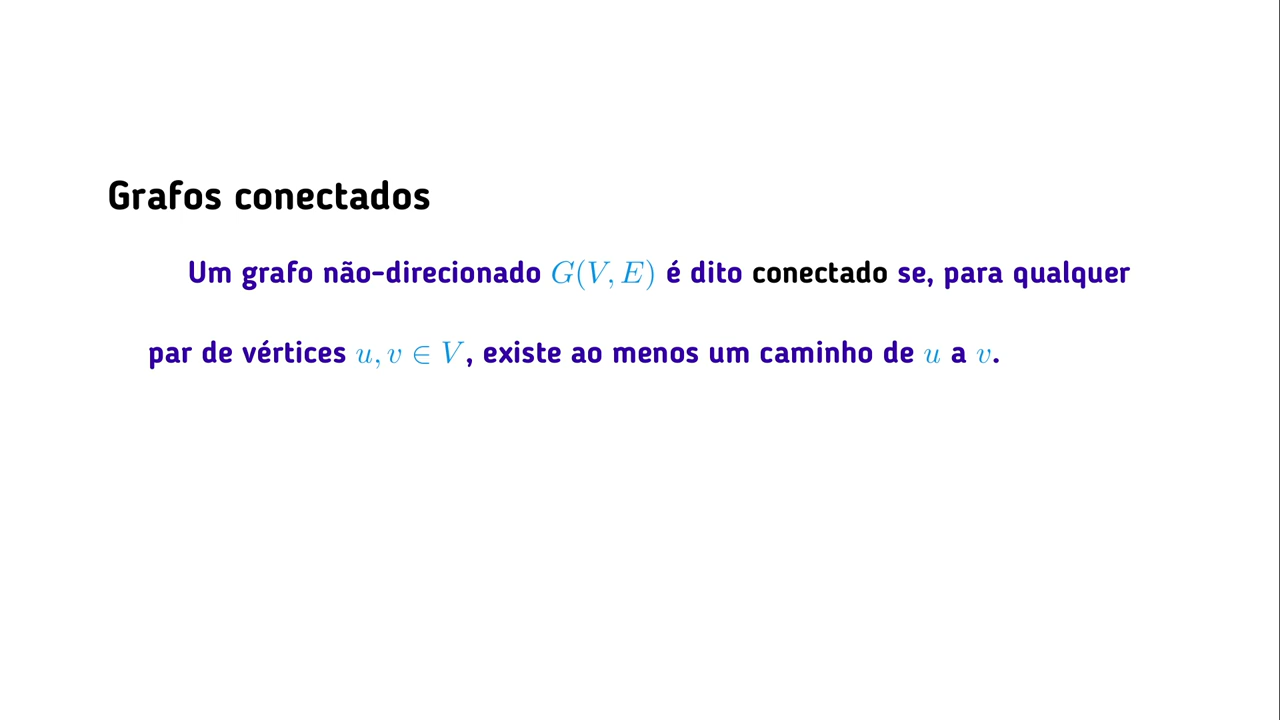 Grafos conectados
Um grafo não-direcionado G(V, E) é dito conectado se, para qualquer
par de vértices u, v ∈ V, existe ao menos um caminho de u a v.